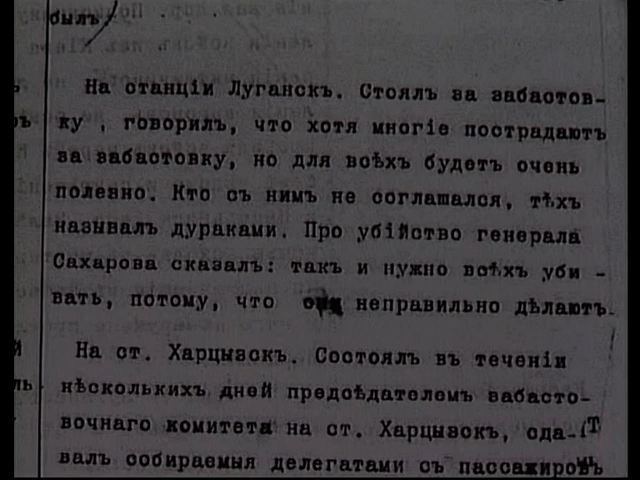 былъ.
На станціи Луганскъ. Стоялъ за забастов-
ку, говорилъ, что хотя многіе пострадаютъ
за забастовку, но для всѣхъ будетъ очень
полезно. Кто съ нимъ не соглашался, тѣхъ
называлъ дураками. Про убійство генерала
Сахарова сказалъ: такъ и нужно всѣхъ уби -
вать, потому, что они неправильно дѣлаютъ.
На ст. Харцызскъ. Состоялъ въ теченіи
нѣсколькихъ дней предсѣдателемъ забасто-
вочнаго комитета на ст. Харцызскъ, сда-
валъ собираемыя делегатами съ пассажировъ